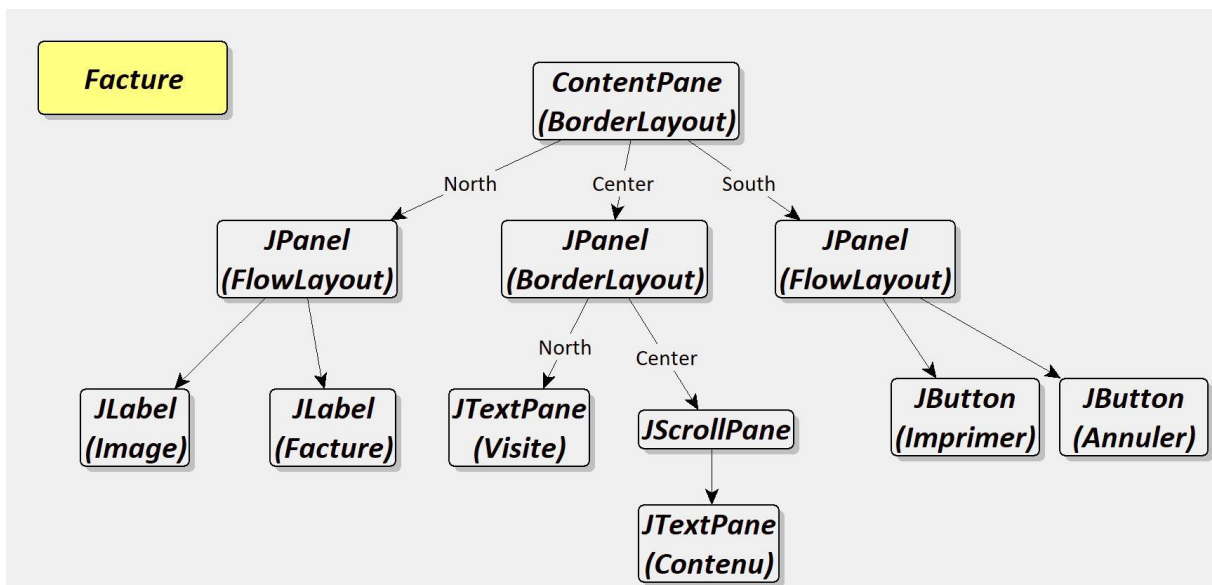 Facture
ContentPane
(BorderLayout)
North
Center
South
JPanel
(FlowLayout)
JPanel
(BorderLayout)
JPanel
(FlowLayout)
North
Center
JLabel
(Image)
JLabel
(Facture)
JTextPane
(Visite)
JScrollPane
JButton
(Imprimer)
JButton
(Annuler)
JTextPane
(Contenu)